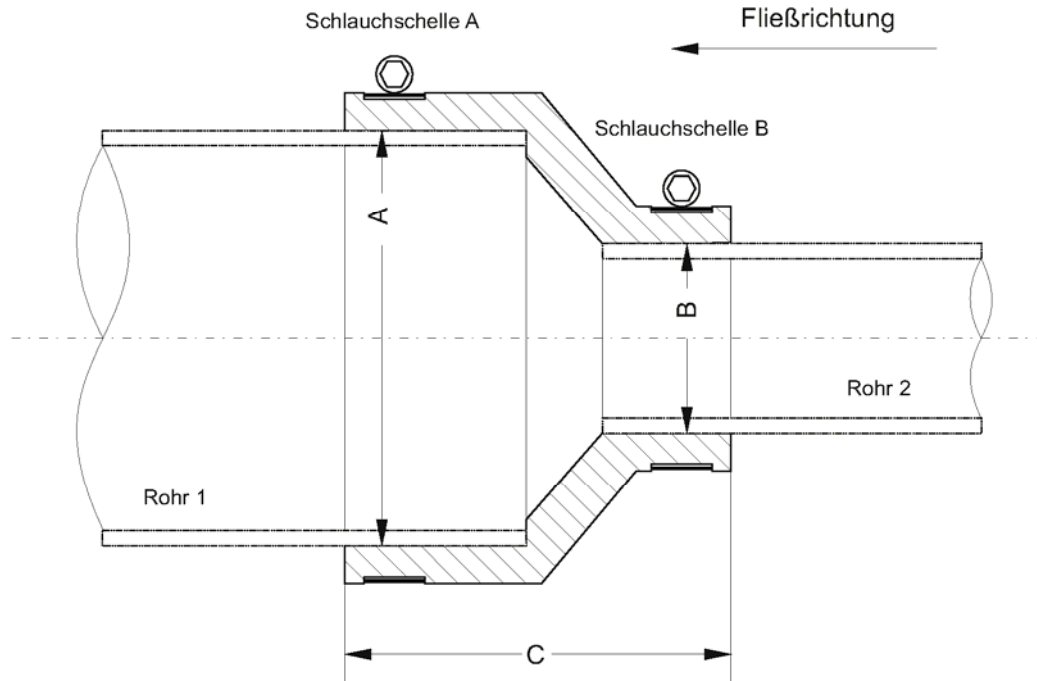 Schlauchschelle A
Fließrichtung
Schlauchschelle B
A
B
Rohr 2
Rohr 1
C